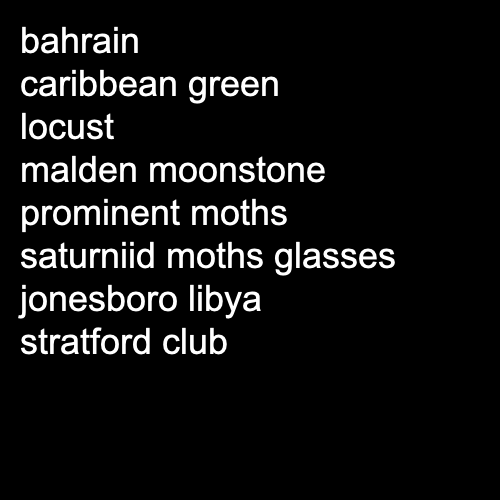 bahrain
caribbean green
locust
malden moonstone
prominent moths
saturniid moths glasses
jonesboro libya
stratford club